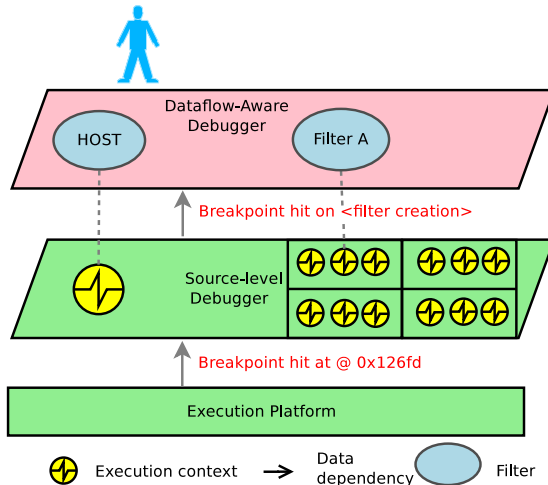 Dataflow-Aware
Debugger
HOST
Filter A
Breakpoint hit on <filter creation>
Source-level
Debugger
Breakpoint hit at @ 0x126fd
Execution Platform
Execution context
Data
dependency
Filter